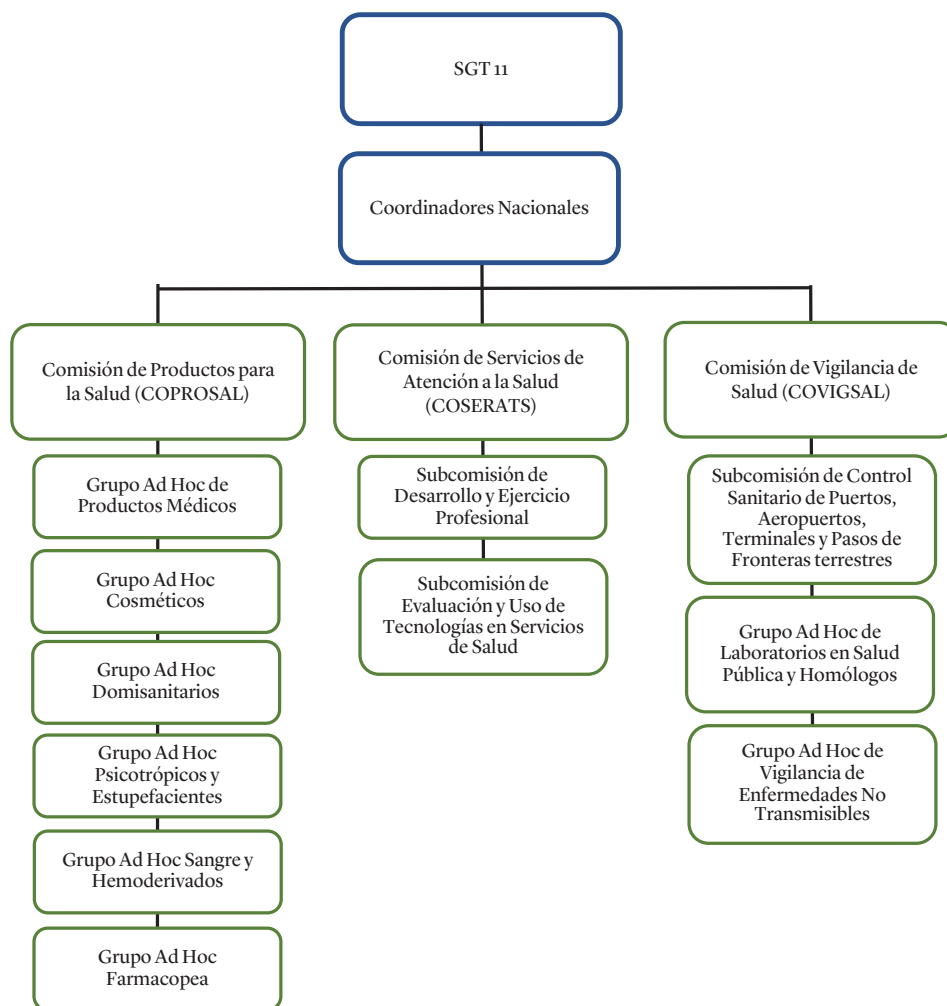 SGT 11
Coordinadores Nacionales
Comisión de Productos para
la Salud (COPROSAL)
Grupo Ad Hoc de
Productos Médicos
Grupo Ad Hoc
Cosméticos
Grupo Ad Hoc
Domisanitarios
Grupo Ad Hoc
Psicotrópicos y
Estupefacientes
Grupo Ad Hoc Sangre y
Hemoderivados
Grupo Ad Hoc
Farmacopea
Comisión de Servicios de
Atención a la Salud
(COSERATS)
Subcomisión de
Desarrollo y Ejercicio
Profesional
Subcomisión de
Evaluación y Uso de
Tecnologías en Servicios
de Salud
Comisión de Vigilancia de
Salud (COVIGSAL)
Subcomisión de Control
Sanitario de Puertos,
Aeropuertos,
Terminales y Pasos de
Fronteras terrestres
Grupo Ad Hoc de
Laboratorios en Salud
Pública y Homólogos
Grupo Ad Hoc de
Vigilancia de
Enfermedades No
Transmisibles